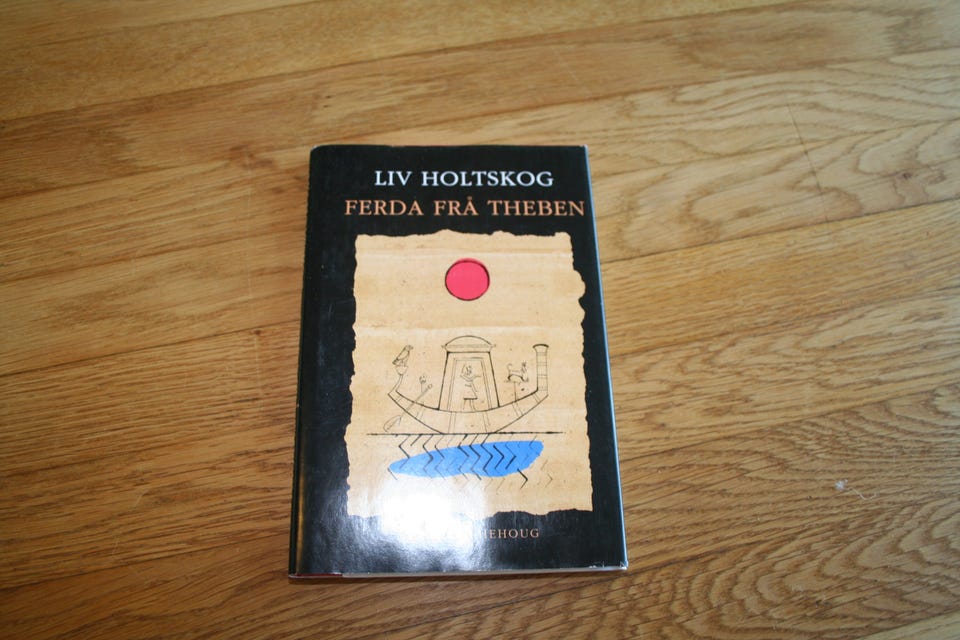 LIV HOLTSKOG
FERDA FRÅ THEBEN